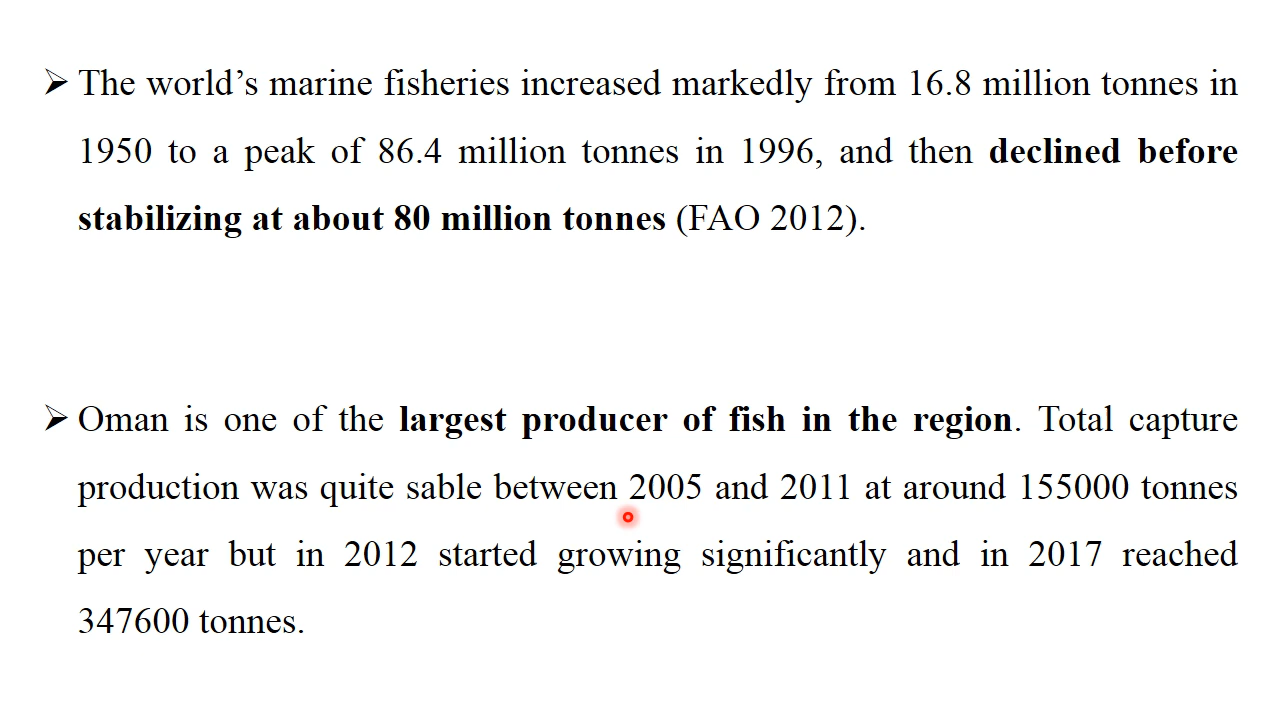 ➢ The world’s marine fisheries increased markedly from 16.8 million tonnes in
1950 to a peak of 86.4 million tonnes in 1996, and then declined before
stabilizing at about 80 million tonnes (FAO 2012).
➢ Oman is one of the largest producer of fish in the region. Total capture
production was quite sable between 2005 and 2011 at around 155000 tonnes
per year but in 2012 started growing significantly and in 2017 reached
347600 tonnes.